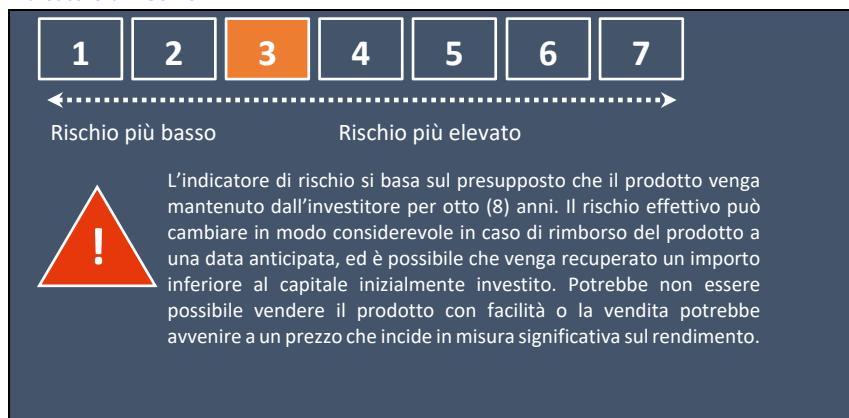 1 2 3 4 5 6 7
Rischio più basso Rischio più elevato
L'indicatore di rischio si basa sul presupposto che il prodotto venga
mantenuto dall'investitore per otto (8) anni. Il rischio effettivo può
cambiare in modo considerevole in caso di rimborso del prodotto a
una data anticipata, ed è possibile che venga recuperato un importo
inferiore al capitale inizialmente investito. Potrebbe non essere
possibile vendere il prodotto con facilità o la vendita potrebbe
avvenire a un prezzo che incide in misura significativa sul rendimento.
!